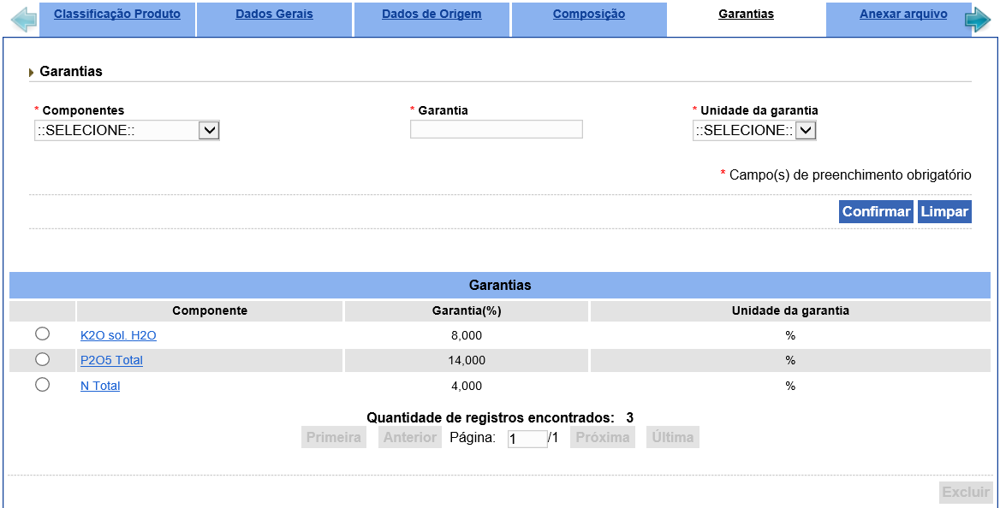 Classificação Produto Dados Gerais Dados de Origem Composição Garantias Anexar arquivo
Garantias
* Componentes * Garantia * Unidade da garantia
::SELECIONE:: ::SELECIONE::
* Campo(s) de preenchimento obrigatório
Confirmar Limpar
Garantias
Componente Garantia(%) Unidade da garantia
K2O sol. H2O 8,000 %
P2O5 Total 14,000 %
N Total 4,000 %
Quantidade de registros encontrados: 3
Primeira Anterior Página: 1 /1 Próxima Última
Excluir